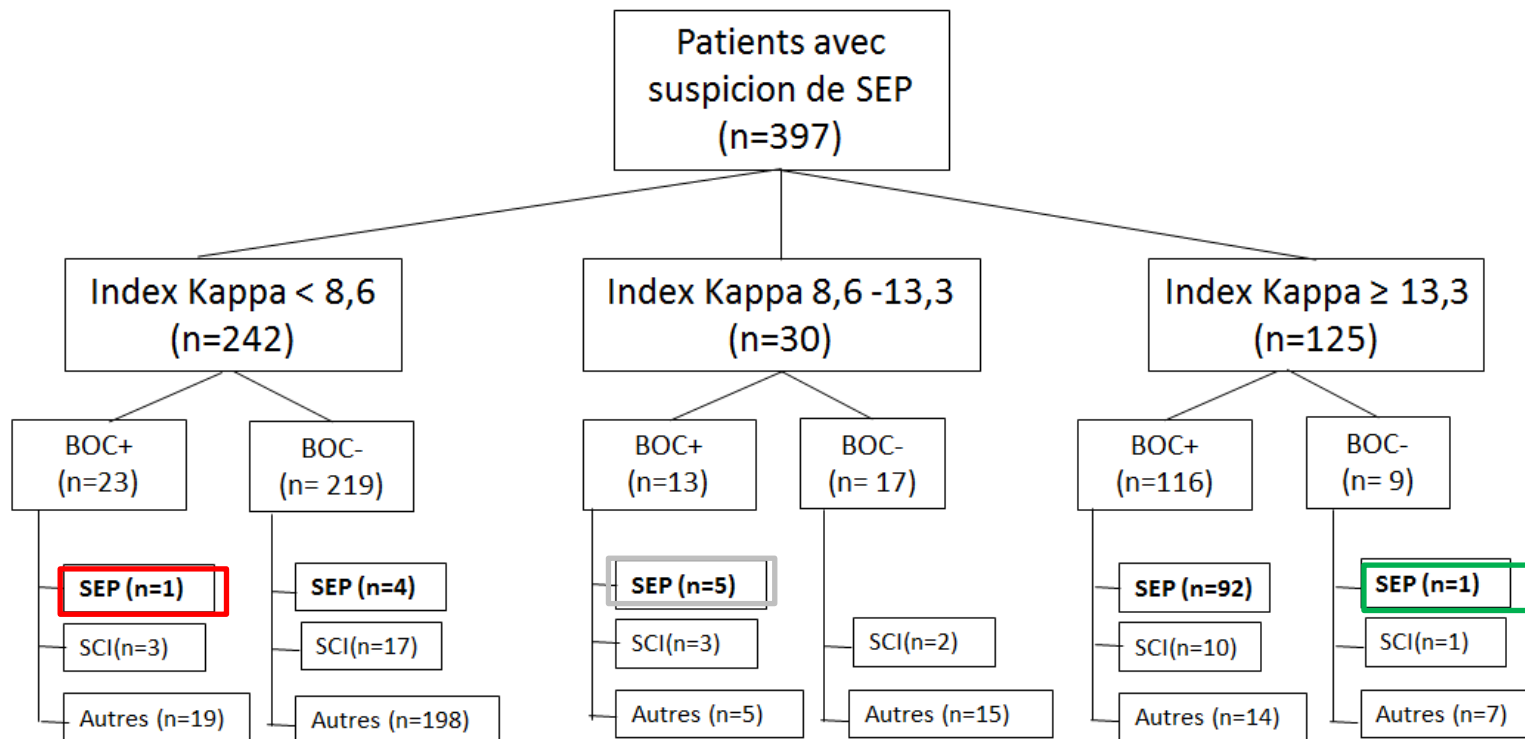 Patients avec
suspicion de SEP
(n=397)
Index Kappa < 8,6
(n=242)
Index Kappa 8,6 -13,3
(n=30)
Index Kappa ≥ 13,3
(n=125)
BOC+
(n=23)
BOC-
(n= 219)
BOC+
(n=13)
BOC-
(n= 17)
BOC+
(n=116)
BOC-
(n= 9)
SEP (n=1)
SEP (n=4)
SEP (n=5)
SEP (n=92)
SEP (n=1)
SCI(n=3)
SCI(n=17)
SCI(n=3)
SCI(n=2)
SCI(n=10)
SCI(n=1)
Autres (n=19)
Autres (n=198)
Autres (n=5)
Autres (n=15)
Autres (n=14)
Autres (n=7)